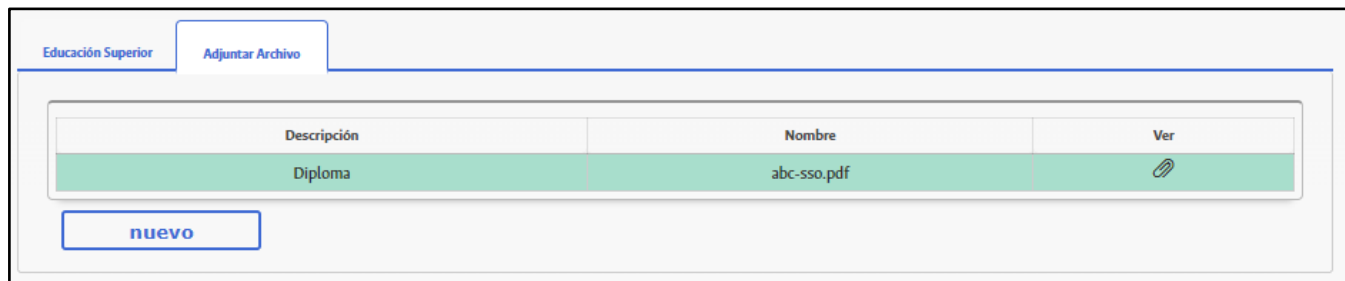 Educación Superior Adjuntar Archivo
Descripción Nombre Ver
Diploma abc-sso.pdf
nuevo